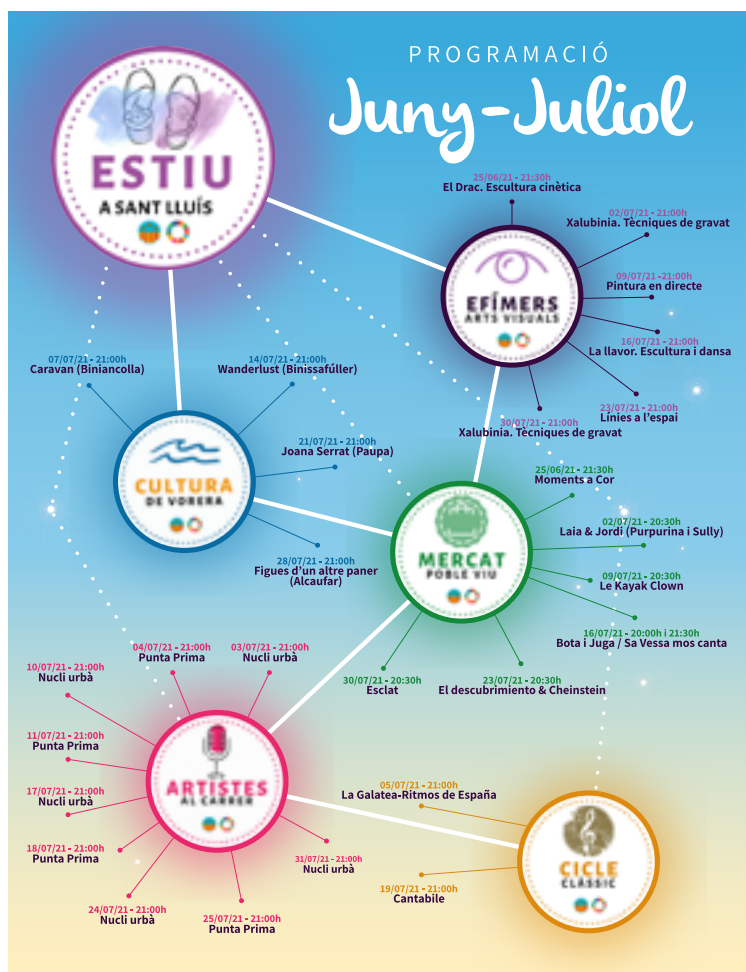 PROGRAMACIÓ
Juny-Juliol
ESTIU
A SANT LLUÍS
25/06/21 - 21:30h
El Drac. Escultura cinètica
02/07/21 - 21:00h
Xalubinia. Tècniques de gravat
09/07/21 -21:00h
Pintura en directe
16/07/21 - 21:00h
La llavor. Escultura i dansa
23/07/21 - 21:00h
Línies a l'espai
30/07/21 - 21:00h
Xalubinia. Tècniques de gravat
EFÍMERS
ARTS VISUALS
07/07/21 - 21:00h
Caravan (Biniancolla)
14/07/21 - 21:00h
Wanderlust (Binissafúller)
21/07/21 - 21:00h
Joana Serrat (Paupa)
28/07/21 - 21:00h
Figues d'un altre paner
(Alcaufar)
CULTURA
DE VORERA
25/06/21 - 21:30h
Moments a Cor
02/07/21 - 20:30h
Laia & Jordi (Purpurina i Sully)
09/07/21 - 20:30h
Le Kayak Clown
16/07/21 - 20:00h i 21:30h
Bota i Juga / Sa Vessa mos canta
23/07/21 - 20:30h
El descubrimiento & Cheinstein
30/07/21 - 20:30h
Esclat
MERCAT
POBLE VIU
03/07/21 - 21:00h
Nucli urbà
04/07/21 - 21:00h
Punta Prima
10/07/21 - 21:00h
Nucli urbà
11/07/21 - 21:00h
Punta Prima
17/07/21 - 21:00h
Nucli urbà
18/07/21 - 21:00h
Punta Prima
24/07/21 - 21:00h
Nucli urbà
25/07/21 - 21:00h
Punta Prima
31/07/21 - 21:00h
Nucli urbà
ARTISTES
AL CARRER
05/07/21 - 21:00h
La Galatea-Ritmos de España
19/07/21 - 21:00h
Cantabile
CICLE
CLÀSSIC